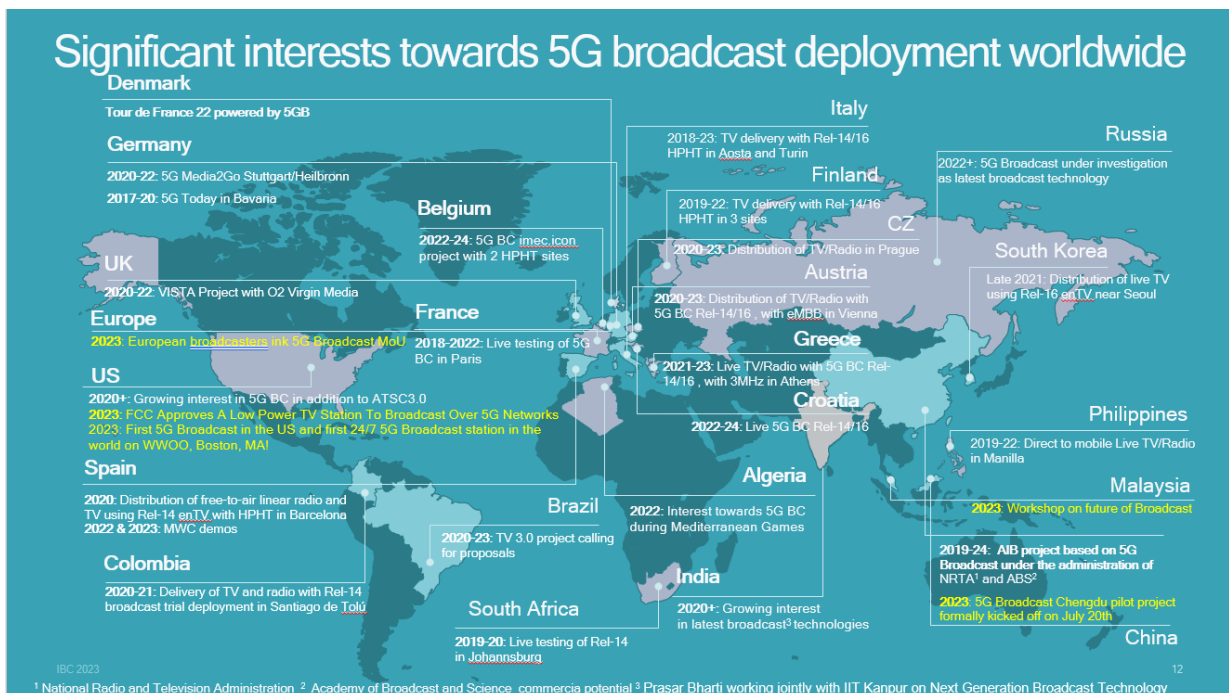 Significant interests towards 5G broadcast deployment worldwide
Denmark
Tour de France 22 powered by 5GB
Germany
2020-22: 5G Media2Go Stuttgart/Heilbronn
2017-20: 5G Today in Bavaria
Belgium
2022-24: 5G BC imec.icon
project with 2 HPHT sites
UK
2020-22: VISTA Project with O2 Virgin Media
Europe
2023: European broadcasters ink 5G Broadcast MoU
France
2018-2022: Live testing of 5G
BC in Paris
US
2020+: Growing interest in 5G BC in addition to ATSC3.0
2023: FCC Approves A Low Power TV Station To Broadcast Over 5G Networks
2023: First 5G Broadcast in the US and first 24/7 5G Broadcast station in the
world on WWOO, Boston, MA!
Spain
2020: Distribution of free-to-air linear radio and
TV using Rel-14 enTV with HPHT in Barcelona
2022 & 2023: MWC demos
Colombia
2020-21: Delivery of TV and radio with Rel-14
broadcast trial deployment in Santiago de Tolú
Brazil
2020-23: TV 3.0 project calling
for proposals
South Africa
2019-20: Live testing of Rel-14
in Johannsburg
Italy
2018-23: TV delivery with Rel-14/16
HPHT in Aosta and Turin
Finland
2019-22: TV delivery with Rel-14/16
HPHT in 3 sites
CZ
2020-23: Distribution of TV/Radio in Prague
Austria
2020-23: Distribution of TV/Radio with
5G BC Rel-14/16 , with eMBB in Vienna
Greece
2021-23: Live TV/Radio with 5G BC Rel-
14/16 , with 3MHz in Athens
Croatia
2022-24: Live 5G BC Rel-14/16
Algeria
2022: Interest towards 5G BC
during Mediterranean Games
India
2020+: Growing interest
in latest broadcast³ technologies
Russia
2022+: 5G Broadcast under investigation
as latest broadcast technology
South Korea
Late 2021: Distribution of live TV
using Rel-16 enTV near Seoul
Philippines
2019-22: Direct to mobile Live TV/Radio
in Manilla
Malaysia
2023: Workshop on future of Broadcast
2019-24: AIB project based on 5G
Broadcast under the administration of
NRTA¹ and ABS²
2023: 5G Broadcast Chengdu pilot project
formally kicked off on July 20th
China
IBC 2023
12
¹ National Radio and Television Administration ² Academy of Broadcast and Science commercia potential ³ Prasar Bharti working jointly with IIT Kanpur on Next Generation Broadcast Technology